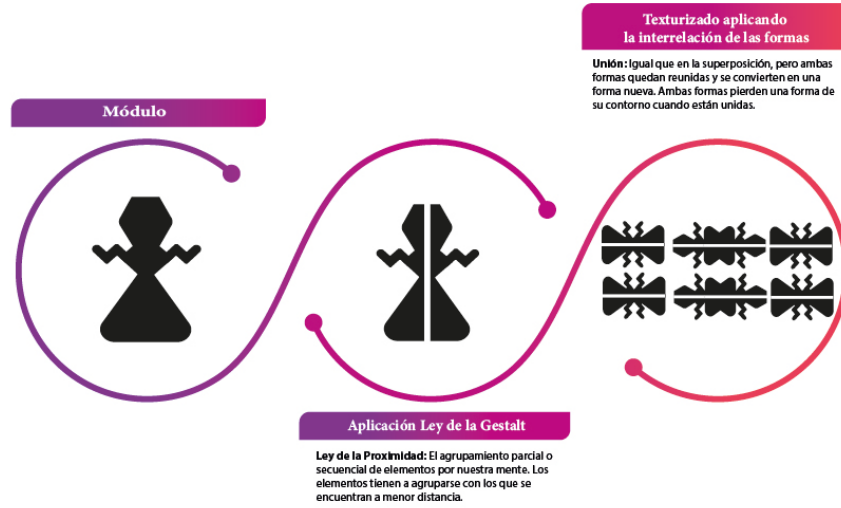 Texturizado aplicando
la interrelación de las formas
Unión: Igual que en la superposición, pero ambas
formas quedan reunidas y se convierten en una
forma nueva. Ambas formas pierden una forma de
su contorno cuando están unidas.
Módulo
Aplicación Ley de la Gestalt
Ley de la Proximidad: El agrupamiento parcial o
secuencial de elementos por nuestra mente. Los
elementos tienen a agruparse con los que se
encuentran a menor distancia.